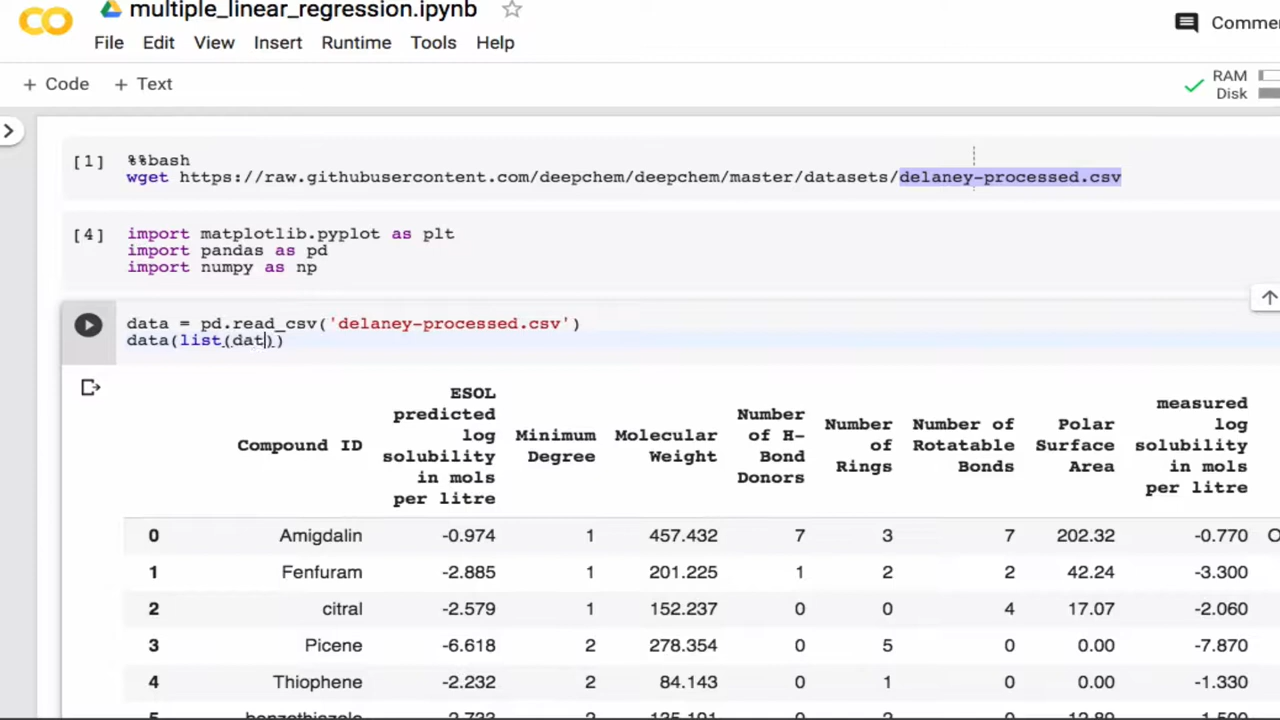 multiple_linear_regression.ipynb
Comme
File Edit View Insert Runtime Tools Help
+ Code + Text
RAM
Disk
[1] %%bash
wget https://raw.githubusercontent.com/deepchem/deepchem/master/datasets/delaney-processed.csv
[4] import matplotlib.pyplot as plt
import pandas as pd
import numpy as np
data = pd.read_csv('delaney-processed.csv')
data(list(dat))
Compound ID
ESOL
predicted
log
solubility
in mols
per litre
Minimum
Degree
Molecular
Weight
Number
of H-
Bond
Donors
Number
of
Rings
Number of
Rotatable
Bonds
Polar
Surface
Area
measured
log
solubility
in mols
per litre
0 Amigdalin -0.974 1 457.432 7 3 7 202.32 -0.770
1 Fenfuram -2.885 1 201.225 1 2 2 42.24 -3.300
2 citral -2.579 1 152.237 0 0 4 17.07 -2.060
3 Picene -6.618 2 278.354 0 5 0 0.00 -7.870
4 Thiophene -2.232 2 84.143 0 1 0 0.00 -1.330